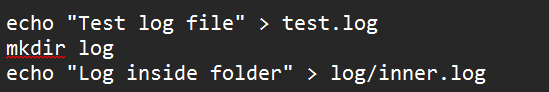 echo "Test log file" > test.log
mkdir log
echo "Log inside folder" > log/inner.log